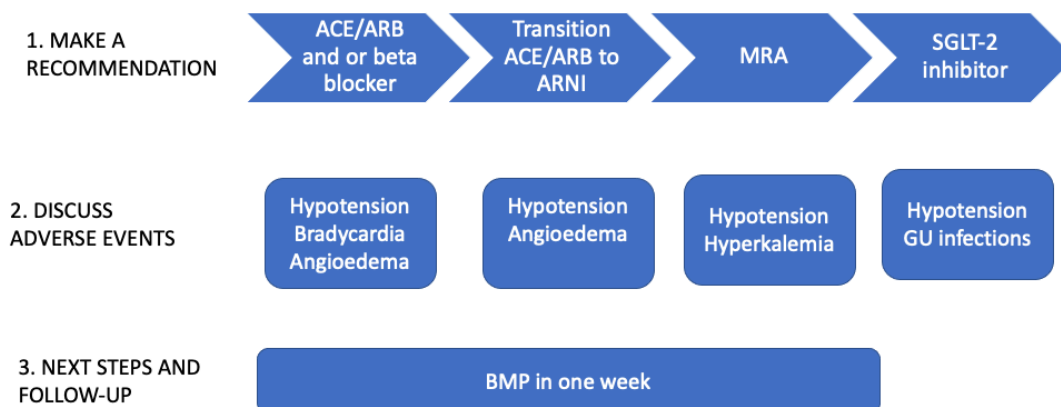 1. MAKE A
RECOMMENDATION
ACE/ARB
and or beta
blocker
Transition
ACE/ARB to
ARNI
MRA
SGLT-2
inhibitor
2. DISCUSS
ADVERSE EVENTS
Hypotension
Bradycardia
Angioedema
Hypotension
Angioedema
Hypotension
Hyperkalemia
Hypotension
GU infections
3. NEXT STEPS AND
FOLLOW-UP
BMP in one week